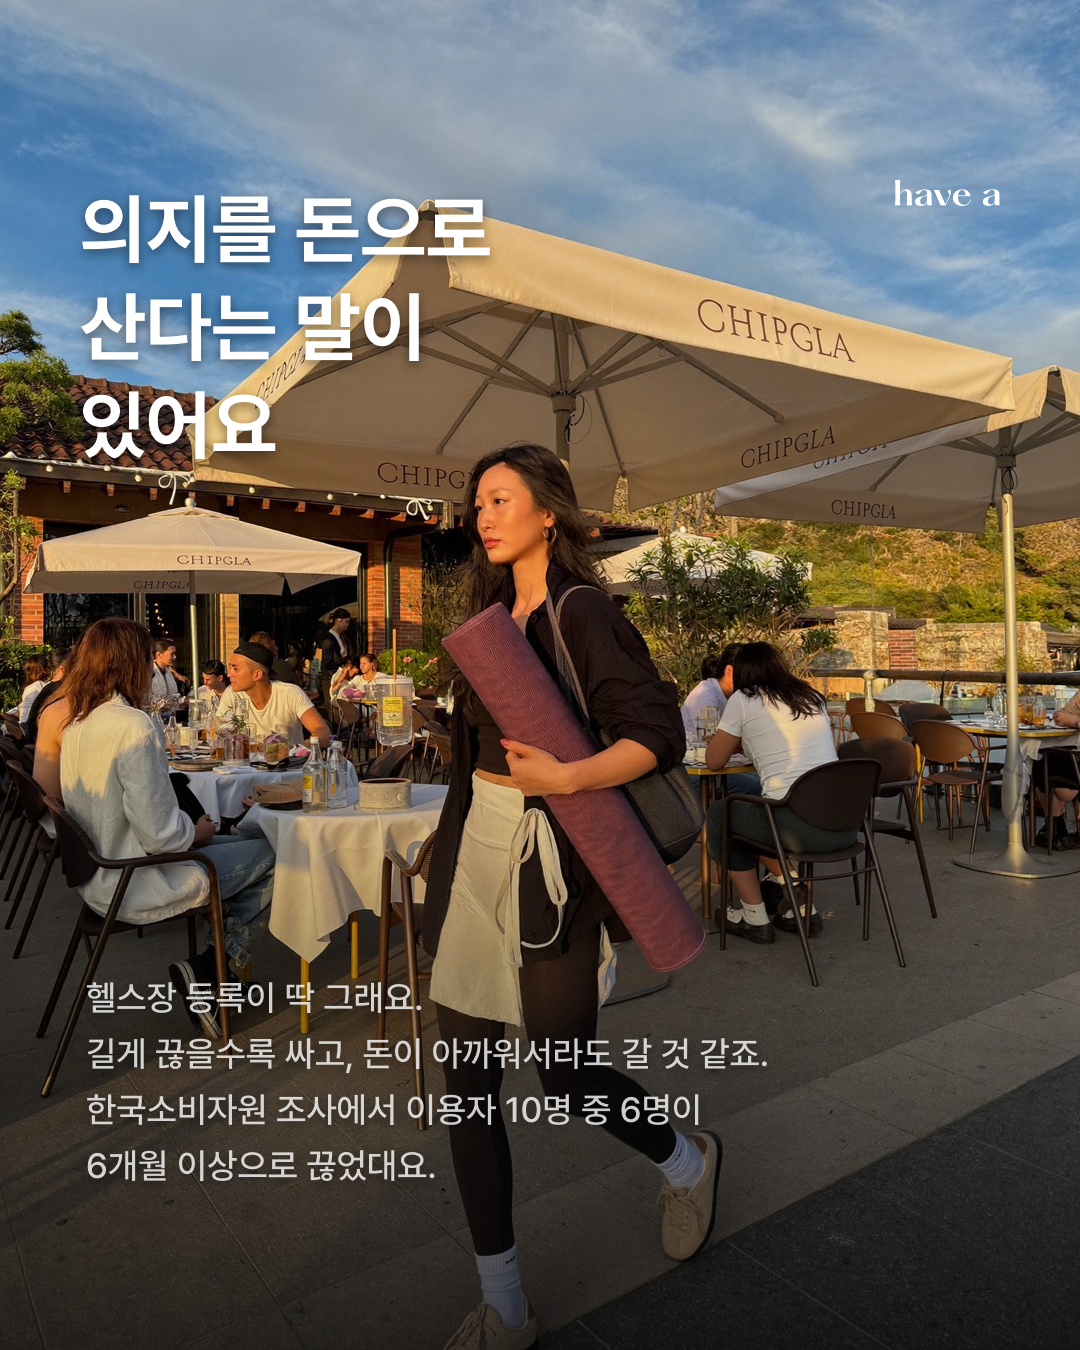 의지를 돈으로
산다는 말이
있어요
have a
CHIPGLA
CHIPGLA
CHIPGLA
CHIPGLA
CHIPGLA
헬스장 등록이 딱 그래요.
길게 끊을수록 싸고, 돈이 아까워서라도 갈 것 같죠.
한국소비자원 조사에서 이용자 10명 중 6명이
6개월 이상으로 끊었대요.